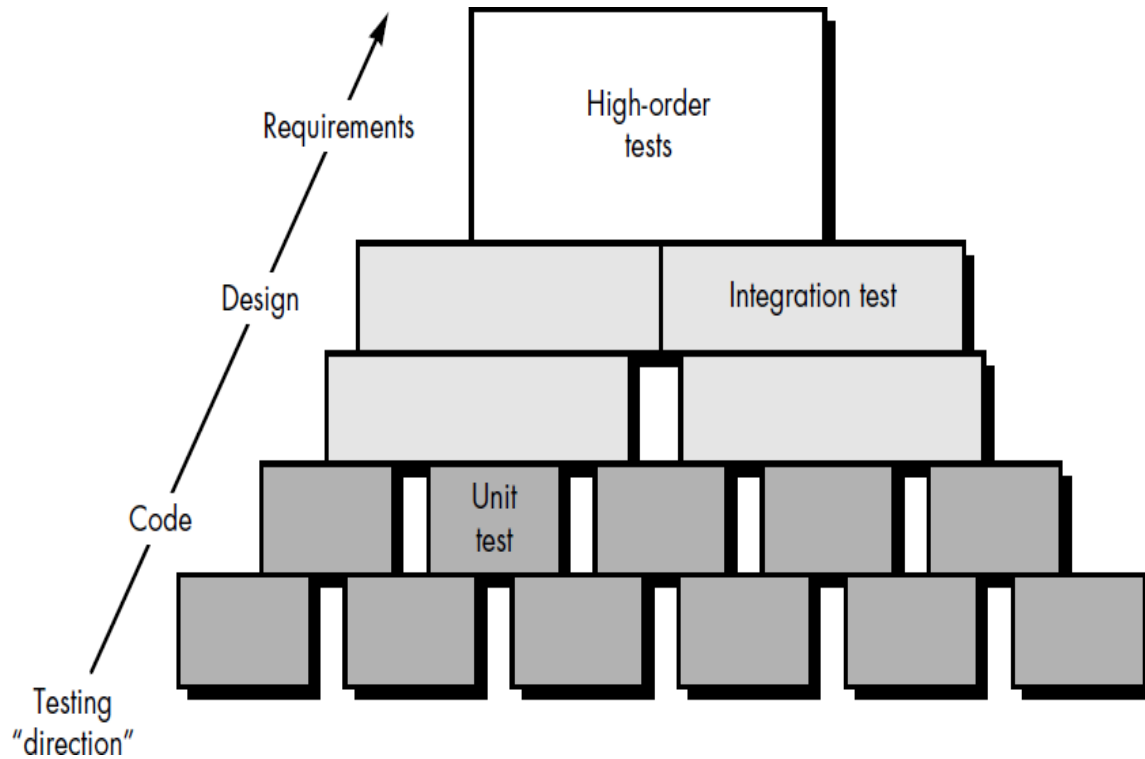 High-order
tests
Requirements
Integration test
Design
Unit
test
Code
Testing
“direction”